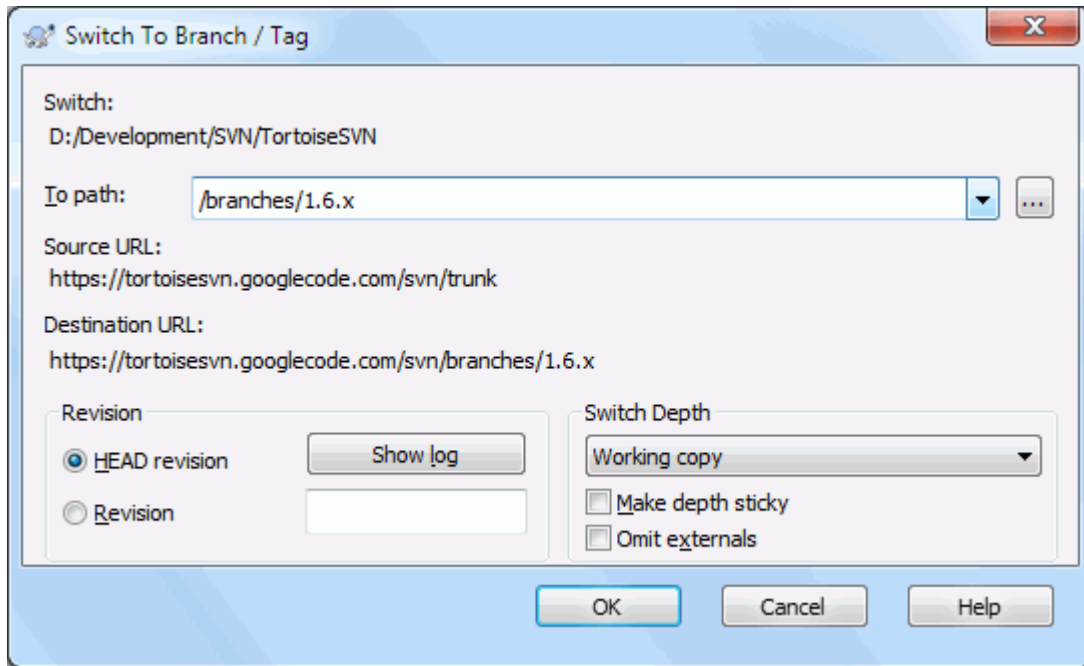 Switch To Branch / Tag
Switch:
D:/Development/SVN/TortoiseSVN
To path:
/branches/1.6.x
...
Source URL:
https://tortoisesvn.googlecode.com/svn/trunk
Destination URL:
https://tortoisesvn.googlecode.com/svn/branches/1.6.x
Revision
HEAD revision
Show log
Revision
Switch Depth
Working copy
Make depth sticky
Omit externals
OK
Cancel
Help